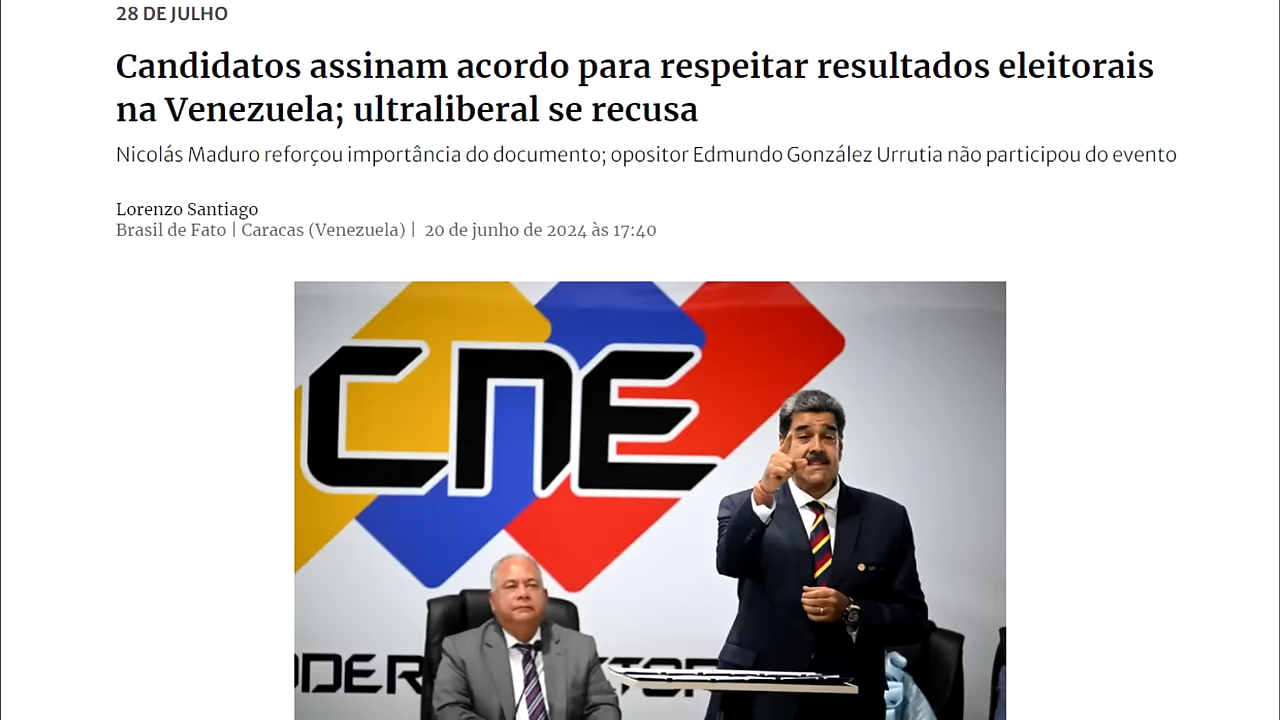 28 DE JULHO
Candidatos assinam acordo para respeitar resultados eleitorais
na Venezuela; ultraliberal se recusa
Nicolás Maduro reforçou importância do documento; opositor Edmundo González Urrutia não participou do evento
Lorenzo Santiago
Brasil de Fato | Caracas (Venezuela) | 20 de junho de 2024 às 17:40
CNE